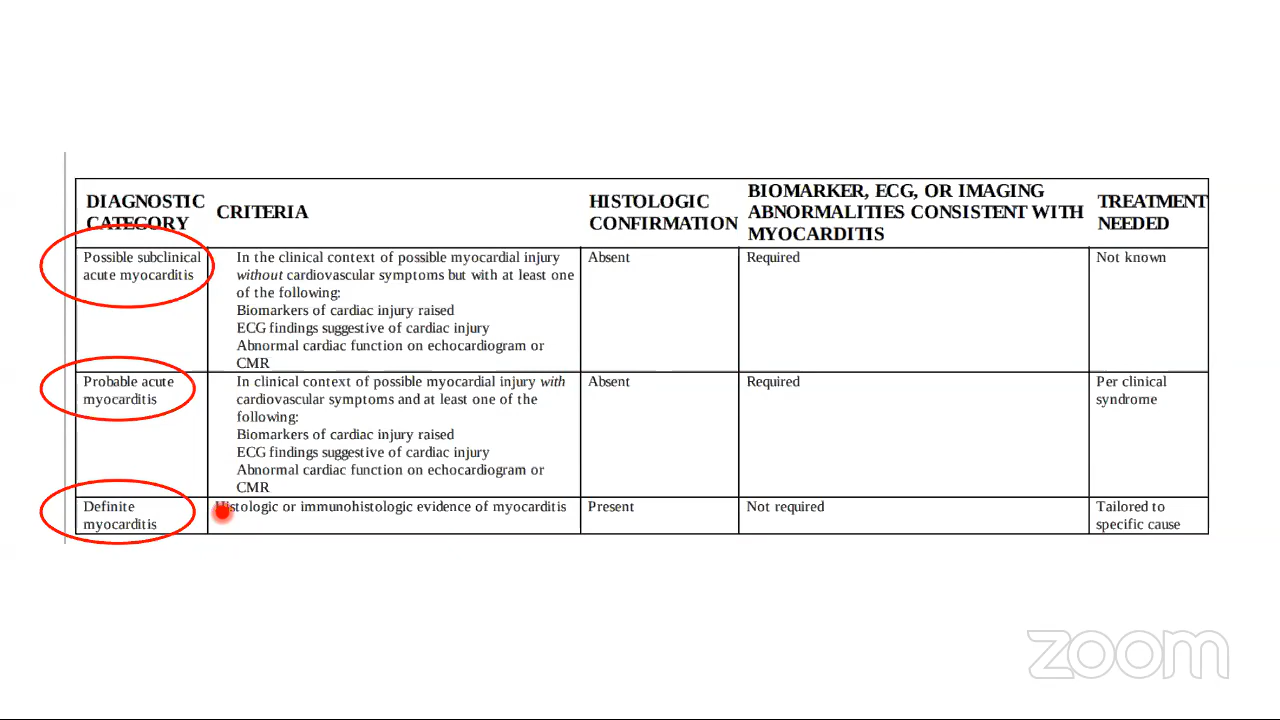 DIAGNOSTIC
CATEGORY
CRITERIA
HISTOLOGIC
CONFIRMATION
BIOMARKER, ECG, OR IMAGING
ABNORMALITIES CONSISTENT WITH
MYOCARDITIS
TREATMENT
NEEDED
Possible subclinical
acute myocarditis
In the clinical context of possible myocardial injury
without cardiovascular symptoms but with at least one
of the following:
Biomarkers of cardiac injury raised
ECG findings suggestive of cardiac injury
Abnormal cardiac function on echocardiogram or
CMR
Absent
Required
Not known
Probable acute
myocarditis
In clinical context of possible myocardial injury with
cardiovascular symptoms and at least one of the
following:
Biomarkers of cardiac injury raised
ECG findings suggestive of cardiac injury
Abnormal cardiac function on echocardiogram or
CMR
Absent
Required
Per clinical
syndrome
Definite
myocarditis
Histologic or immunohistologic evidence of myocarditis
Present
Not required
Tailored to
specific cause
zoom